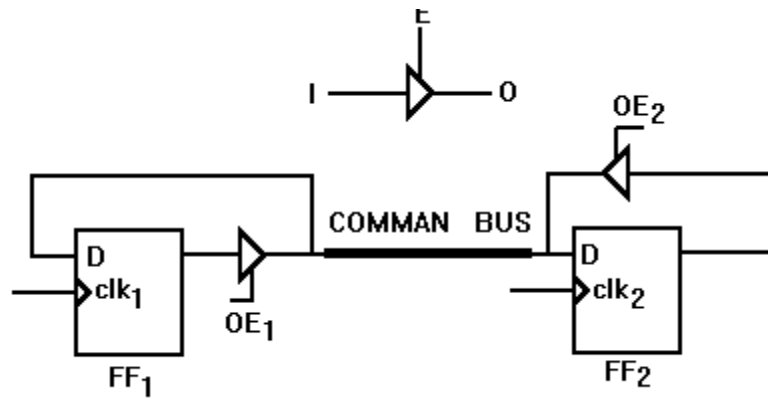 E
I O
OE2
COMMAN BUS
D D
clk1 clk2
OE1
FF1 FF2